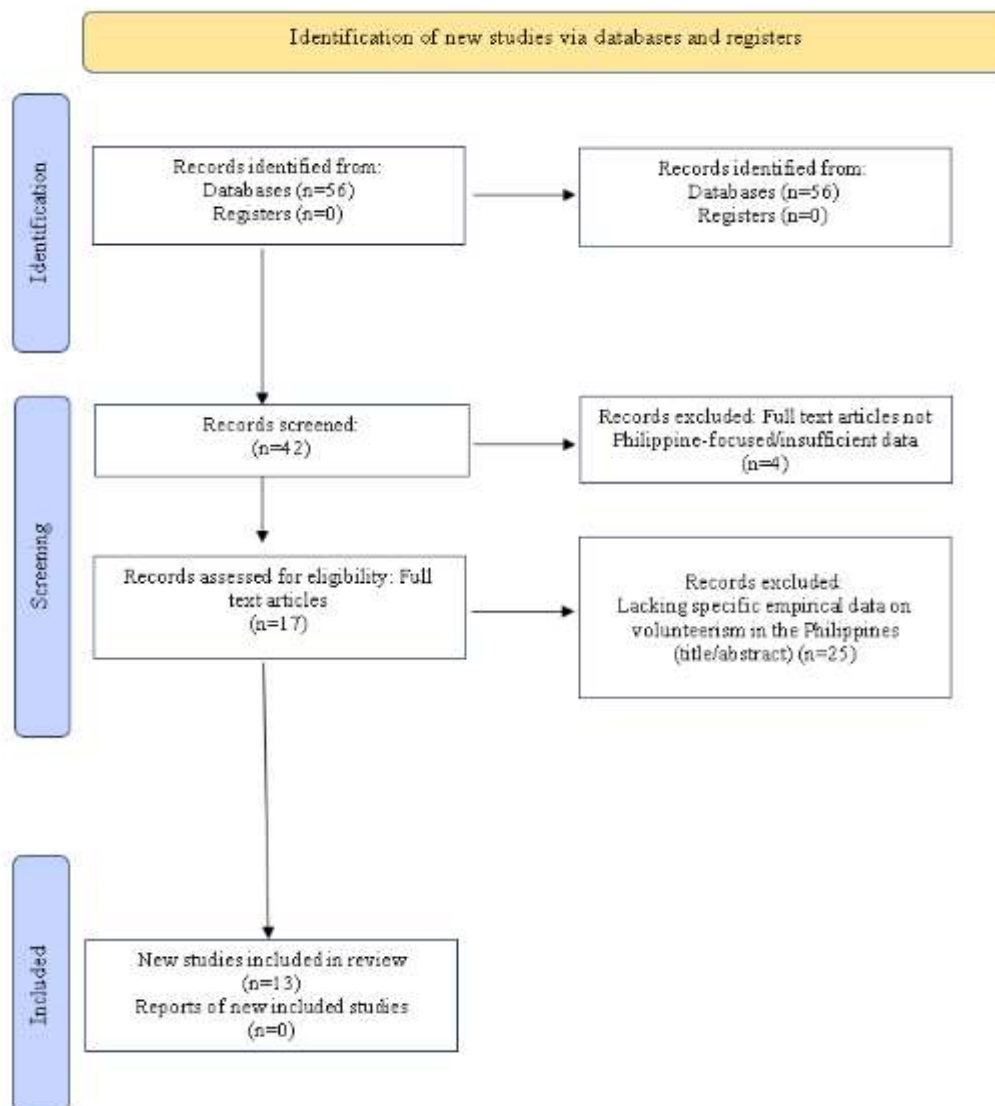 Identification of new studies via databases and registers
Identification
Records identified from:
Databases (n=56)
Registers (n=0)
Records identified from:
Databases (n=56)
Registers (n=0)
Screening
Records screened:
(n=42)
Records excluded: Full text articles not
Philippine-focused/insufficient data
(n=4)
Records assessed for eligibility: Full
text articles
(n=17)
Records excluded:
Lacking specific empirical data on
volunteerism in the Philippines
(title/abstract) (n=25)
Included
New studies included in review
(n=13)
Reports of new included studies
(n=0)